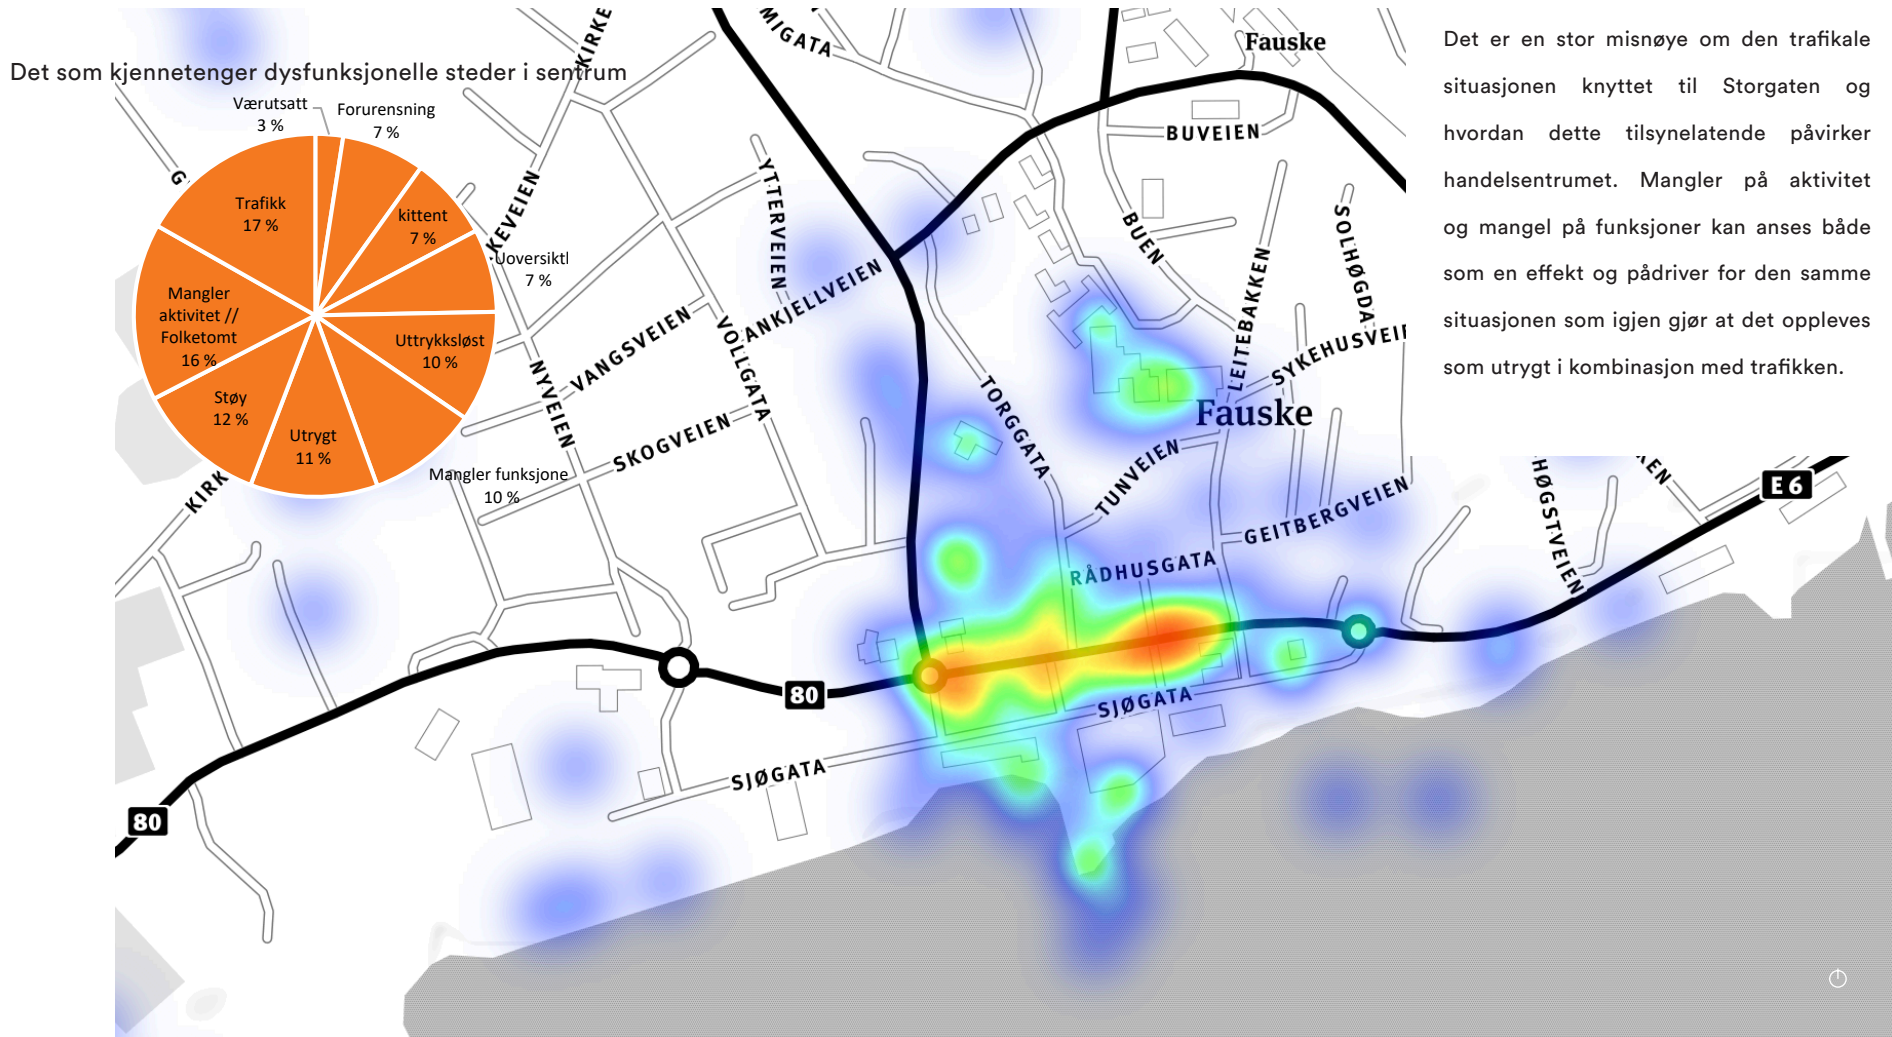 Det som kjennetenger dysfunksjonelle steder i sentrum
Værutsatt
3 %
Forurensning
7 %
kittent
7 %
Uoversiktl
7 %
Uttrykksløst
10 %
Mangler funksjone
10 %
Utrygt
11 %
Støy
12 %
Mangler
aktivitet //
Folketomt
16 %
Trafikk
17 %
Det er en stor misnøye om den trafikale
situasjonen knyttet til Storgaten og
hvordan dette tilsynelatende påvirker
handelsentrumet. Mangler på aktivitet
og mangel på funksjoner kan anses både
som en effekt og pådriver for den samme
situasjonen som igjen gjør at det oppleves
som utrygt i kombinasjon med trafikken.
KIRKE
MIGATA
Fauske
BUVEIEN
G
KEVEIEN
YTTERVEIEN
BUEN
SOLHØGDA
LEITEBAKKEN
ANKJELLVEIEN
VANGSVEIEN
VOLLGATA
SYKEHUSVEIE
NYVEIEN
TORGGATA
Fauske
SKOGVEIEN
TUNVEIEN
KIRK
GEITBERGVEIEN
HØGSTVEIEN
KEN
E 6
RÅDHUSGATA
80
SJØGATA
SJØGATA
80